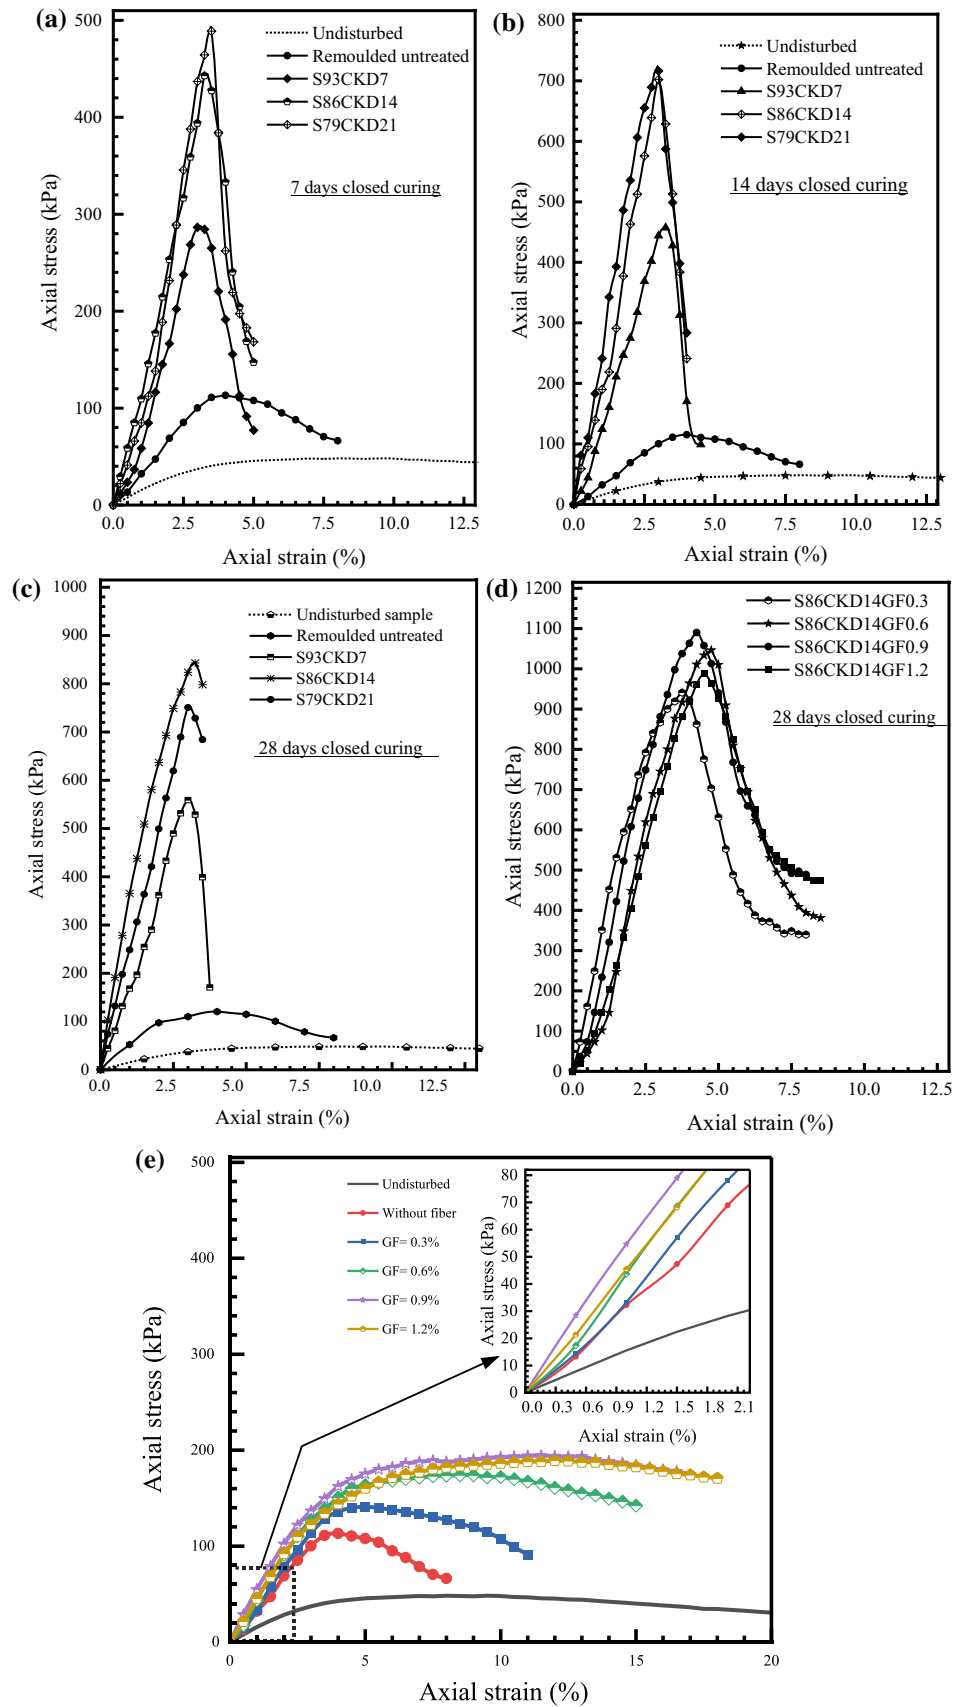 (a)
500
400
300
200
100
0
0.0 2.5 5.0 7.5 10.0 12.5
Axial stress (kPa)
Axial strain (%)
Undisturbed
Remoulded untreated
S93CKD7
S86CKD14
S79CKD21
7 days closed curing
(b)
800
700
600
500
400
300
200
100
0
0.0 2.5 5.0 7.5 10.0 12.5
Axial stress (kPa)
Axial strain (%)
Undisturbed
Remoulded untreated
S93CKD7
S86CKD14
S79CKD21
14 days closed curing
(c)
1000
900
800
700
600
500
400
300
200
100
0
0.0 2.5 5.0 7.5 10.0 12.5
Axial stress (kPa)
Axial strain (%)
Undisturbed sample
Remoulded untreated
S93CKD7
S86CKD14
S79CKD21
28 days closed curing
(d)
1200
1100
1000
900
800
700
600
500
400
300
200
100
0
0.0 2.5 5.0 7.5 10.0 12.5
Axial stress (kPa)
Axial strain (%)
S86CKD14GF0.3
S86CKD14GF0.6
S86CKD14GF0.9
S86CKD14GF1.2
28 days closed curing
(e)
500
400
300
200
100
0
0 5 10 15 20
Axial stress (kPa)
Axial strain (%)
Undisturbed
Without fiber
GF= 0.3%
GF= 0.6%
GF= 0.9%
GF= 1.2%
80
70
60
50
40
30
20
10
0
0.0 0.3 0.6 0.9 1.2 1.5 1.8 2.1
Axial stress (kPa)
Axial strain (%)